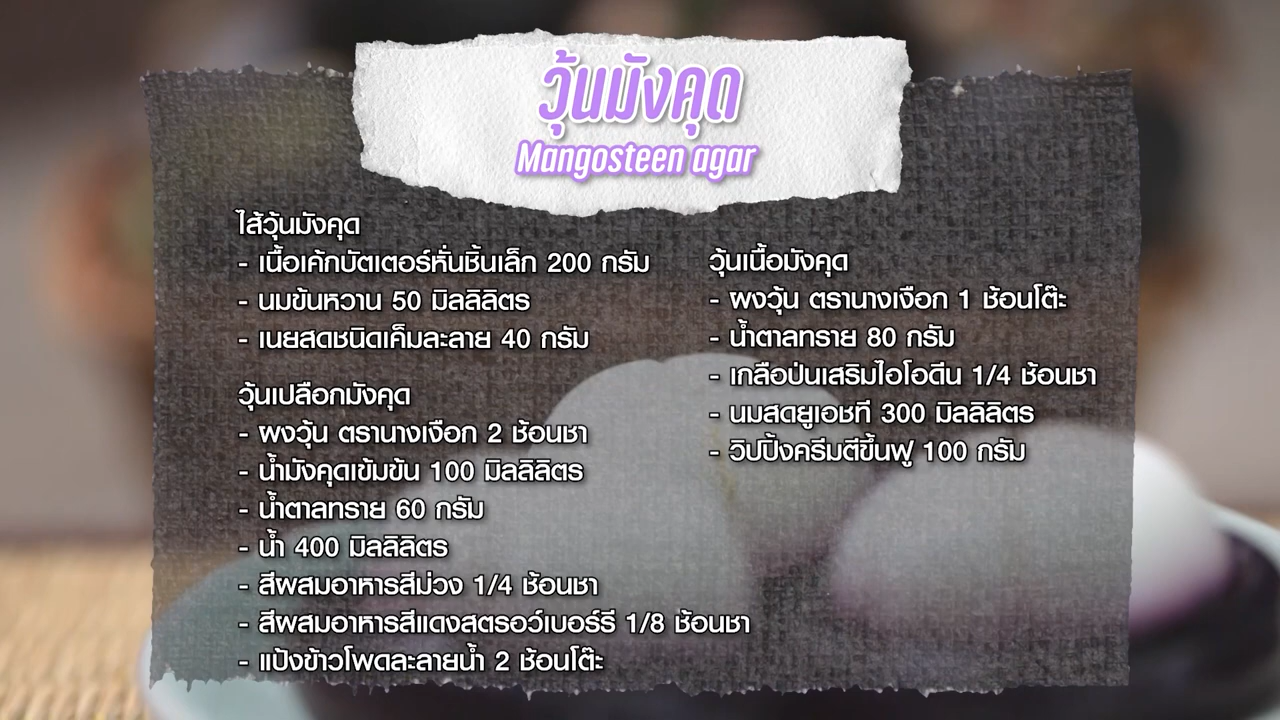 วุ้นมังคุด
Mangosteen agar
ไส้วุ้นมังคุด
- เนื้อเค้กบัตเตอร์หั่นชิ้นเล็ก 200 กรัม
- นมข้นหวาน 50 มิลลิลิตร
- เนยสดชนิดเค็มละลาย 40 กรัม
วุ้นเปลือกมังคุด
- ผงวุ้น ตรานางเงือก 2 ช้อนชา
- น้ำมังคุดเข้มข้น 100 มิลลิลิตร
- น้ำตาลทราย 60 กรัม
- น้ำ 400 มิลลิลิตร
- สีผสมอาหารสีม่วง 1/4 ช้อนชา
- สีผสมอาหารสีแดงสตรอว์เบอร์รี 1/8 ช้อนชา
- แป้งข้าวโพดละลายน้ำ 2 ช้อนโต๊ะ
วุ้นเนื้อมังคุด
- ผงวุ้น ตรานางเงือก 1 ช้อนโต๊ะ
- น้ำตาลทราย 80 กรัม
- เกลือป่นเสริมไอโอดีน 1/4 ช้อนชา
- นมสดยูเอชที 300 มิลลิลิตร
- วิปปิ้งครีมตีขึ้นฟู 100 กรัม